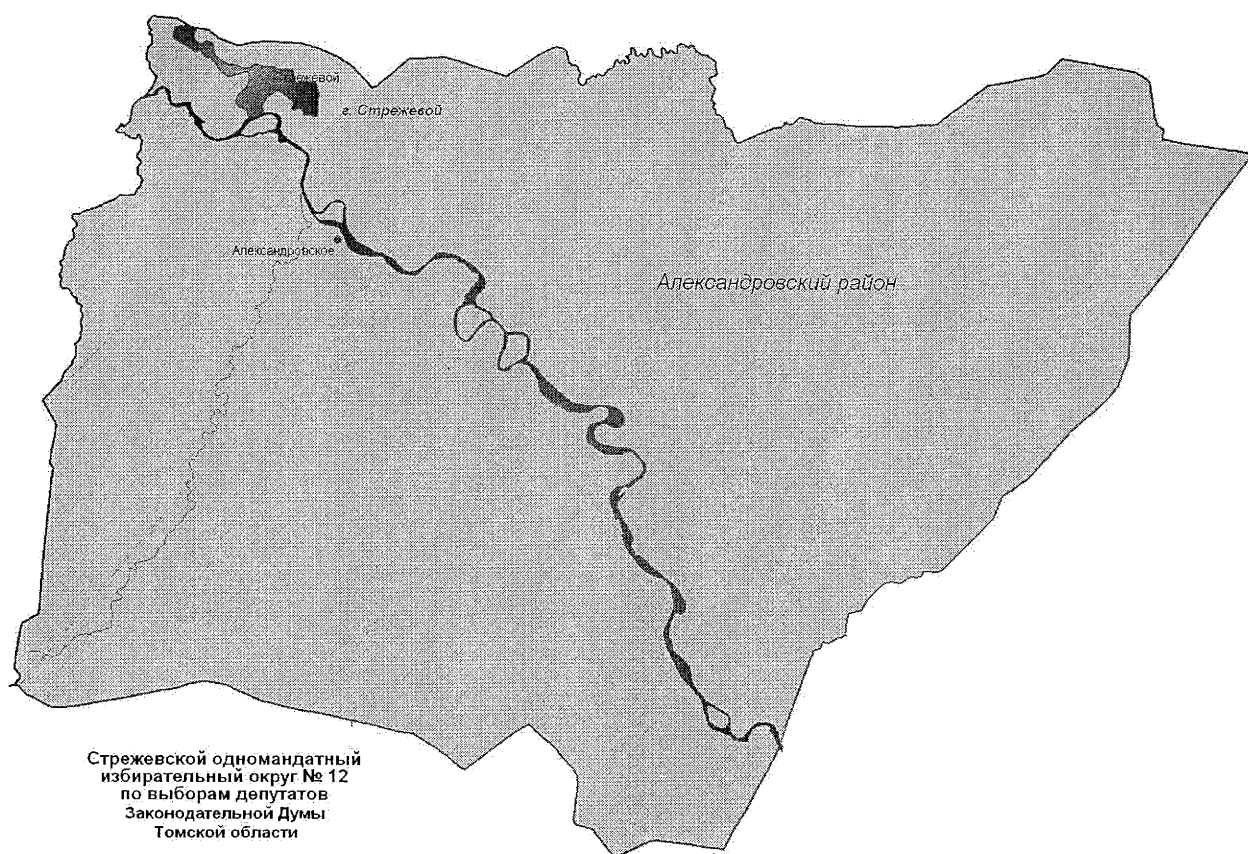 г. Стрежевой
Александровское
Александровский район
Стрежевской одномандатный
избирательный округ № 12
по выборам депутатов
Законодательной Думы
Томской области